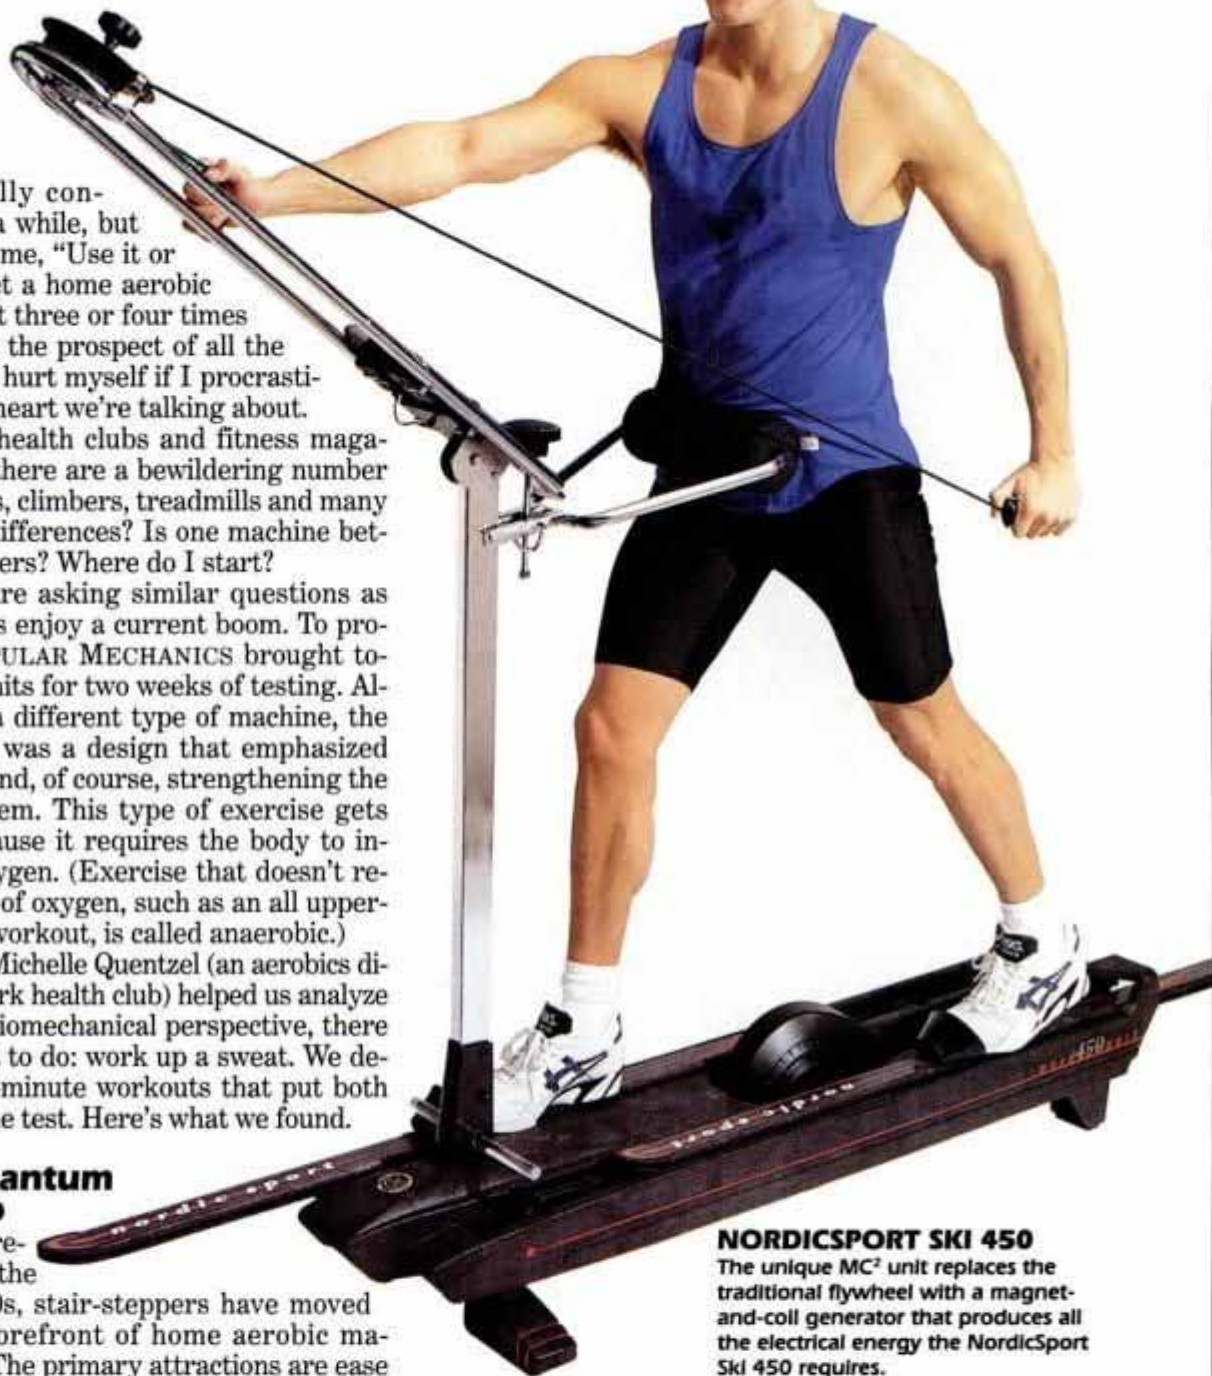 lly con-
a while, but
me, “Use it or
t a home aerobic
t three or four times
the prospect of all the
hurt myself if I procrasti-
heart we’re talking about.
health clubs and fitness maga-
here are a bewildering number
s, climbers, treadmills and many
ifferences? Is one machine bet-
ers? Where do I start?
re asking similar questions as
s enjoy a current boom. To pro-
ULAR MECHANICS brought to-
nits for two weeks of testing. Al-
a different type of machine, the
was a design that emphasized
nd, of course, strengthening the
em. This type of exercise gets
ause it requires the body to in-
ygen. (Exercise that doesn’t re-
of oxygen, such as an all upper-
workout, is called anaerobic.)
Michelle Quentzel (an aerobics di-
rk health club) helped us analyze
iomechanical perspective, there
to do: work up a sweat. We de-
-minute workouts that put both
e test. Here’s what we found.
antum
re-
the
0s, stair-steppers have moved
orefront of home aerobic ma-
The primary attractions are ease
nordic sport
nordic sport
450
NORDICSPORT SKI 450
The unique MC² unit replaces the
traditional flywheel with a magnet-
and-coil generator that produces all
the electrical energy the NordicSport
Ski 450 requires.